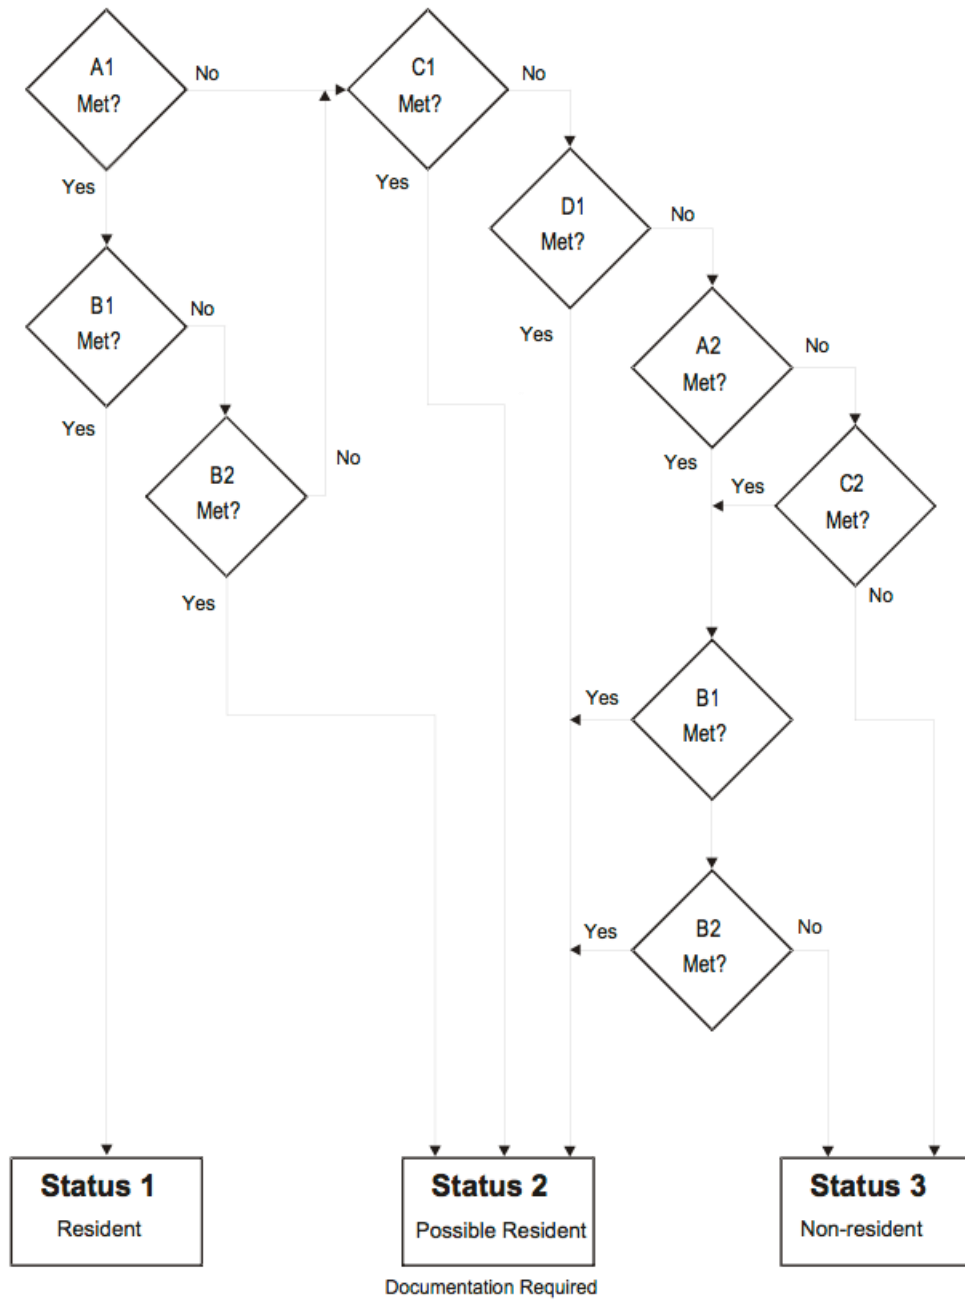 A1
Met?
No
C1
Met?
No
Yes
Yes
D1
Met?
No
B1
Met?
No
Yes
A2
Met?
No
Yes
B2
Met?
No
Yes
Yes
C2
Met?
Yes
No
B1
Met?
Yes
B2
Met?
Yes
No
Status 1
Resident
Status 2
Possible Resident
Documentation Required
Status 3
Non-resident